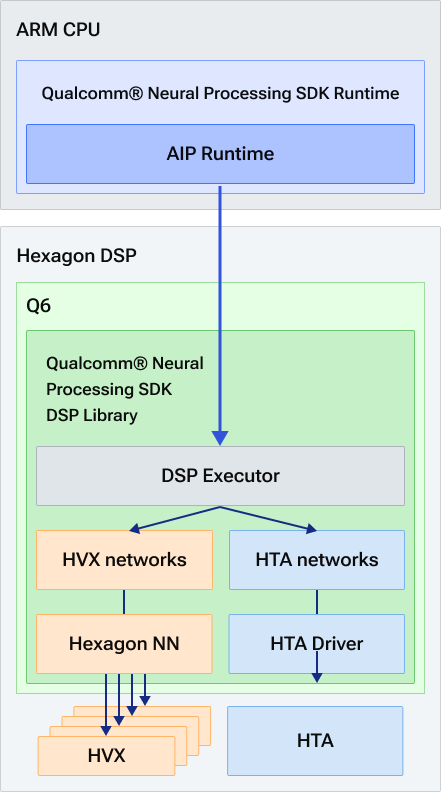 ARM CPU
Qualcomm® Neural Processing SDK Runtime
AIP Runtime
Hexagon DSP
Q6
Qualcomm® Neural
Processing SDK
DSP Library
DSP Executor
HVX networks
HTA networks
Hexagon NN
HTA Driver
HVX
HTA